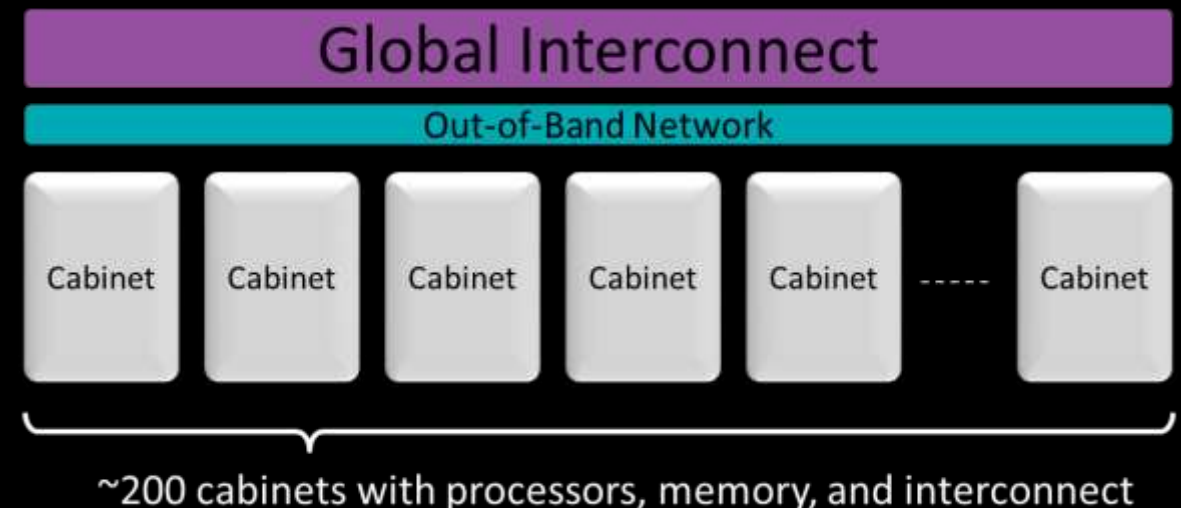 Global Interconnect
Out-of-Band Network
Cabinet Cabinet Cabinet Cabinet Cabinet ----- Cabinet
~200 cabinets with processors, memory, and interconnect